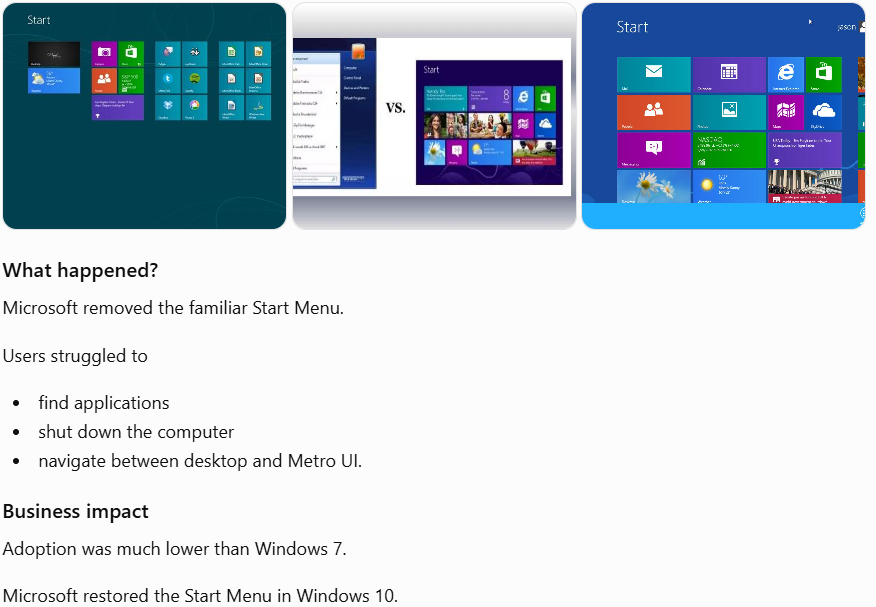 Start
vs.
Start
Start
jason
NASDAQ
What happened?
Microsoft removed the familiar Start Menu.
Users struggled to
• find applications
• shut down the computer
• navigate between desktop and Metro UI.
Business impact
Adoption was much lower than Windows 7.
Microsoft restored the Start Menu in Windows 10.